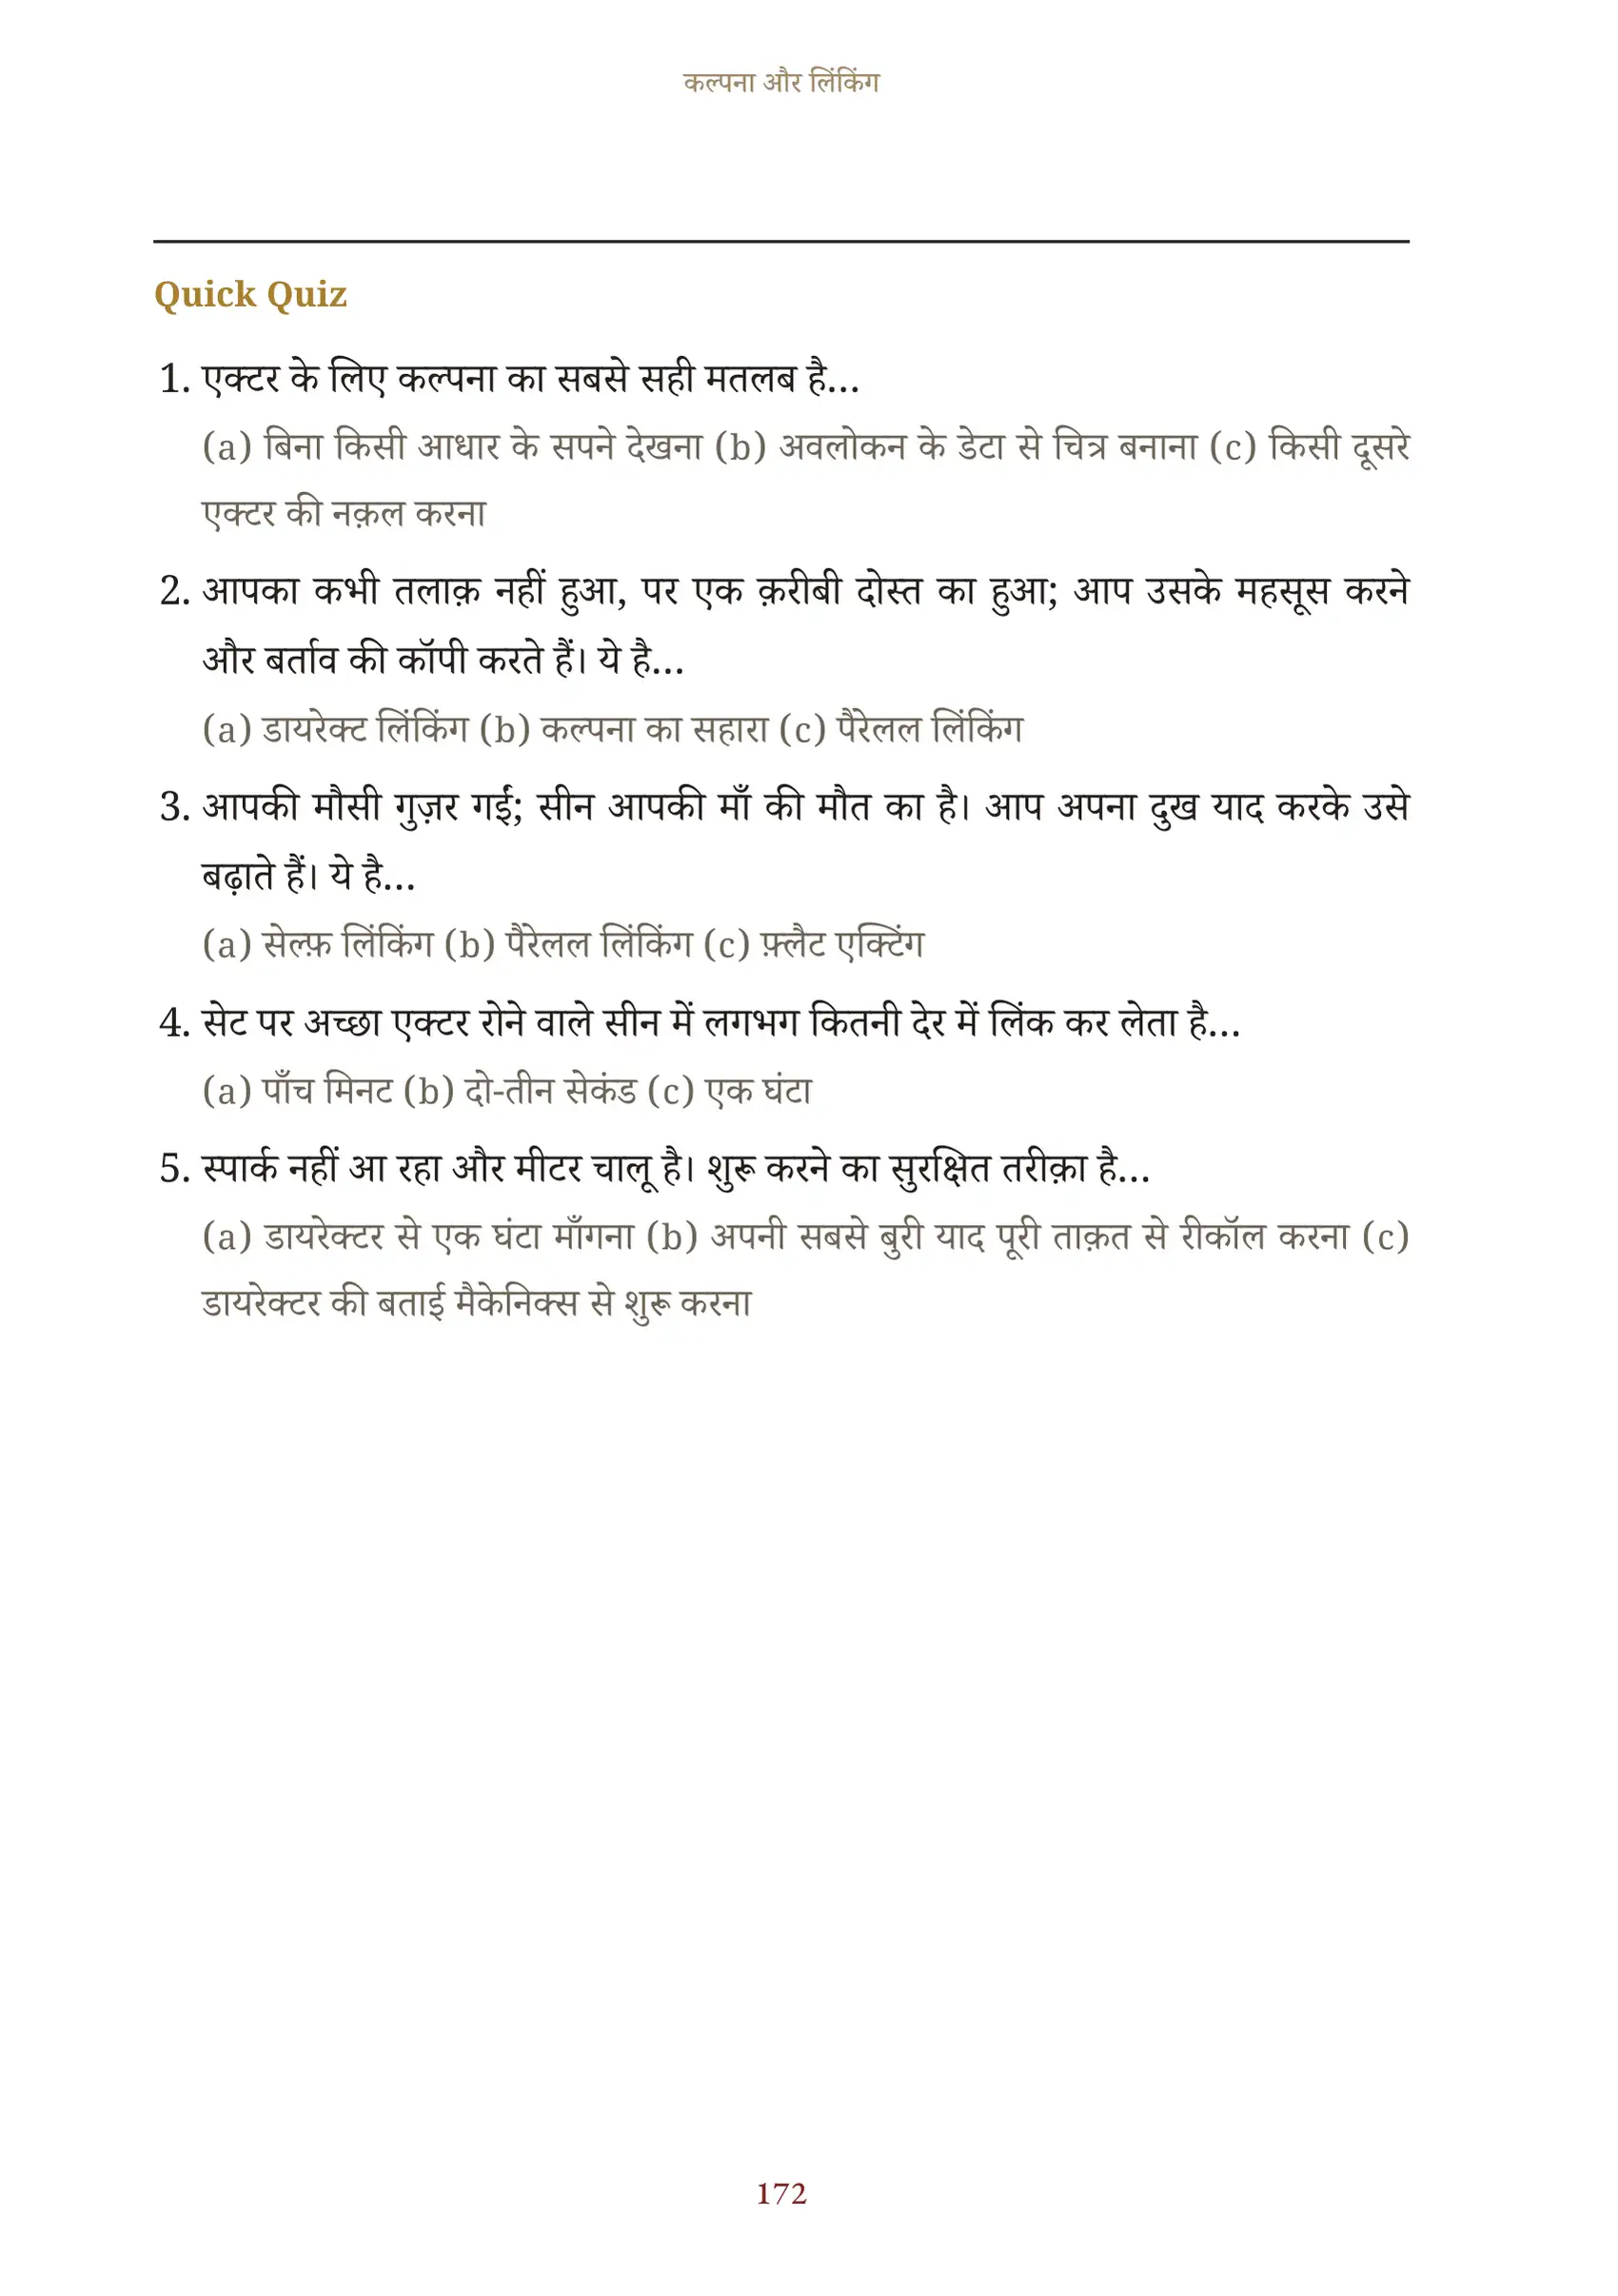 कल्पना और लिंकिंग
Quick Quiz
1. एक्टर के लिए कल्पना का सबसे सही मतलब है...
(a) बिना किसी आधार के सपने देखना (b) अवलोकन के डेटा से चित्र बनाना (c) किसी दूसरे
एक्टर की नक़ल करना
2. आपका कभी तलाक़ नहीं हुआ, पर एक क़रीबी दोस्त का हुआ; आप उसके महसूस करने
और बर्ताव की कॉपी करते हैं। ये है...
(a) डायरेक्ट लिंकिंग (b) कल्पना का सहारा (c) पैरेलल लिंकिंग
3. आपकी मौसी गुज़र गईं; सीन आपकी माँ की मौत का है। आप अपना दुख याद करके उसे
बढ़ाते हैं। ये है...
(a) सेल्फ़ लिंकिंग (b) पैरेलल लिंकिंग (c) फ़्लैट एक्टिंग
4. सेट पर अच्छा एक्टर रोने वाले सीन में लगभग कितनी देर में लिंक कर लेता है...
(a) पाँच मिनट (b) दो-तीन सेकंड (c) एक घंटा
5. स्पार्क नहीं आ रहा और मीटर चालू है। शुरू करने का सुरक्षित तरीक़ा है...
(a) डायरेक्टर से एक घंटा माँगना (b) अपनी सबसे बुरी याद पूरी ताक़त से रीकॉल करना (c)
डायरेक्टर की बताई मैकेनिक्स से शुरू करना
172